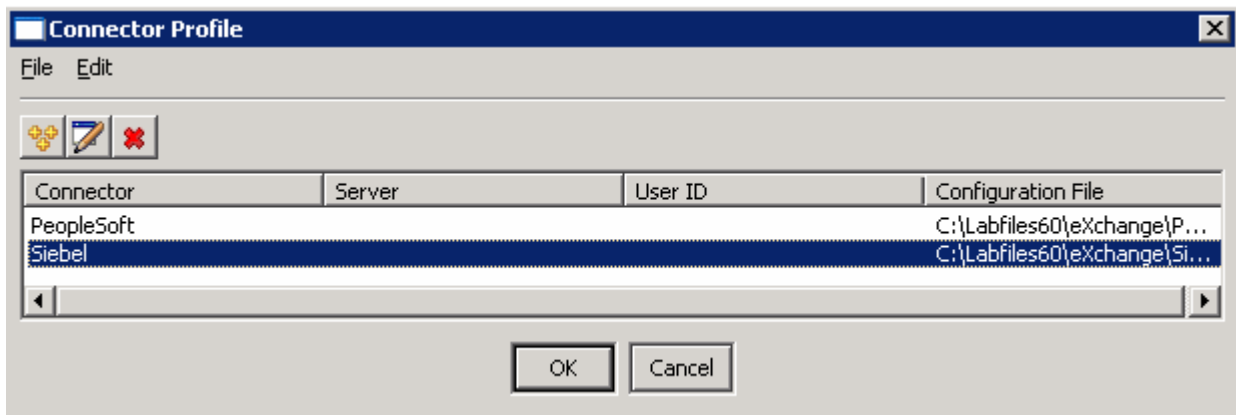 Connector Profile
File Edit
Connector Server User ID Configuration File
PeopleSoft C:\Labfiles60\eXchange\P...
Siebel C:\Labfiles60\eXchange\Si...
OK Cancel